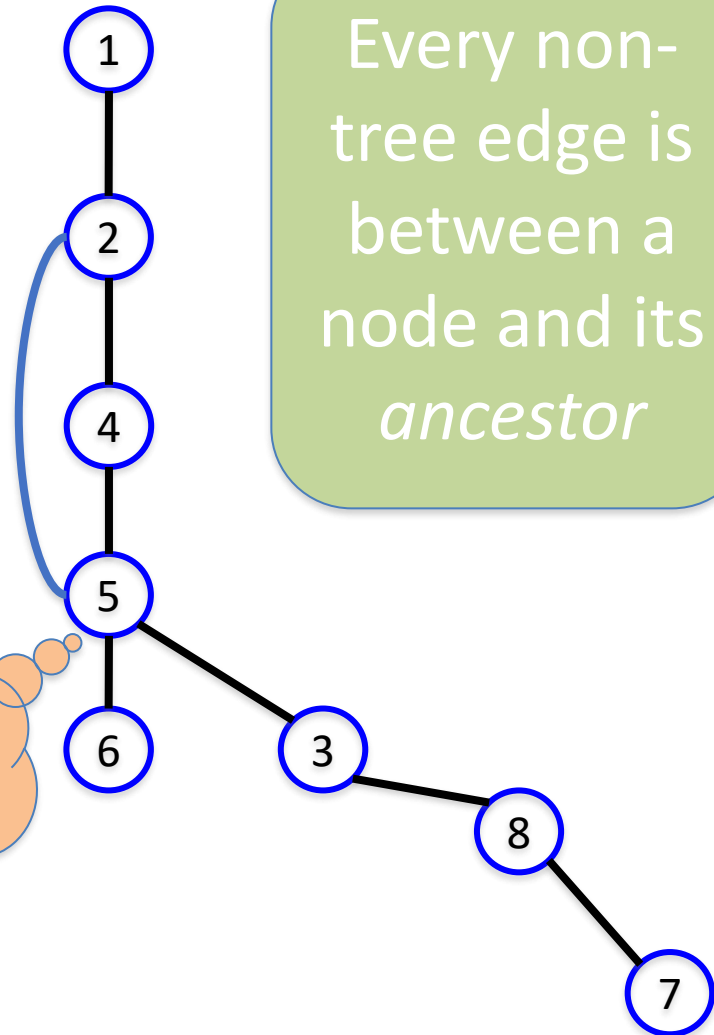 1
Every non-
tree edge is
between a
node and its
ancestor
2
4
5
6
3
8
7